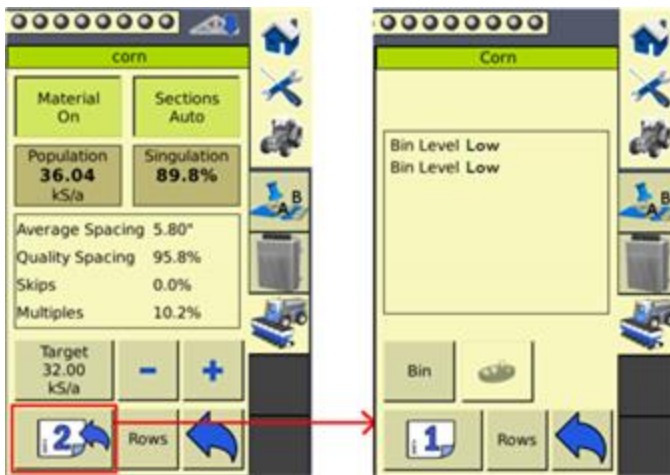 corn
Material
On
Sections
Auto
Population
36.04
kS/a
Singulation
89.8%
Average Spacing 5.80"
Quality Spacing 95.8%
Skips 0.0%
Multiples 10.2%
Target
32.00
kS/a
2
Rows
A B
Corn
Bin Level Low
Bin Level Low
Bin
1
Rows
A B